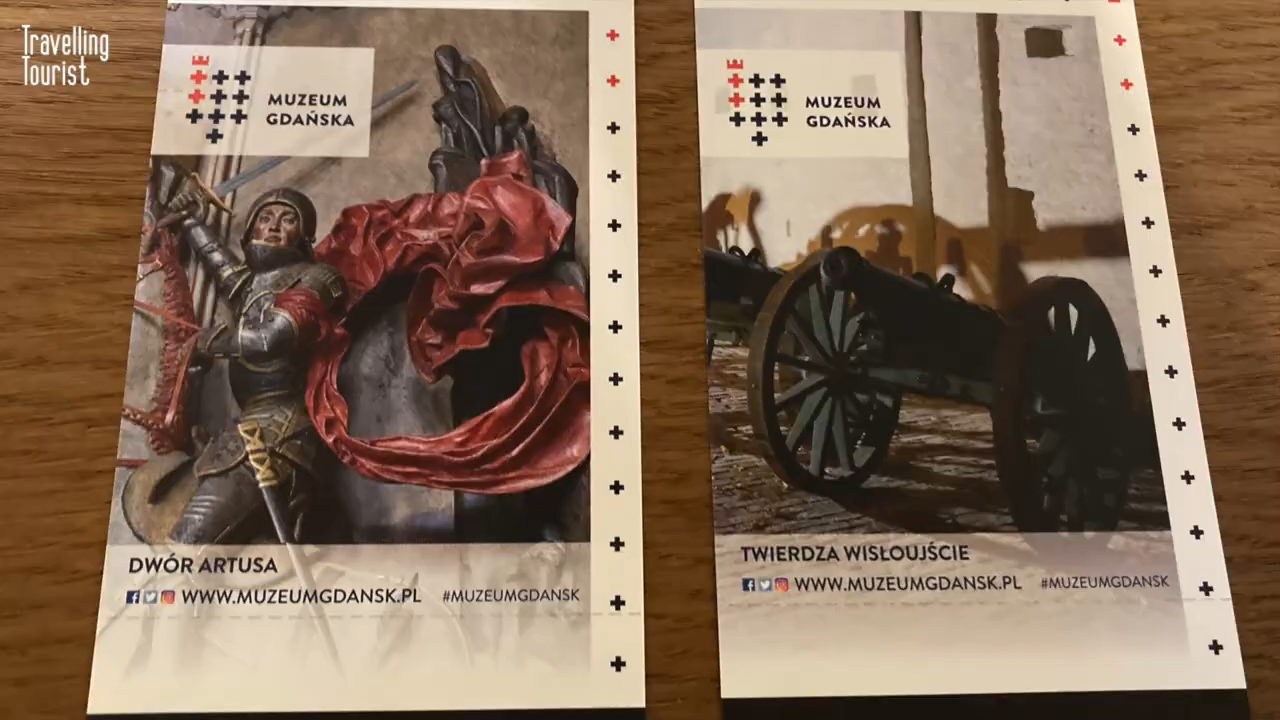 Travelling
Tourist
MUZEUM
GDAŃSKA
DWÓR ARTUSA
WWW.MUZEUMGDANSK.PL #MUZEUMGDANSK
MUZEUM
GDAŃSKA
TWIERDZA WISŁOUJŚCIE
WWW.MUZEUMGDANSK.PL #MUZEUMGDANSK